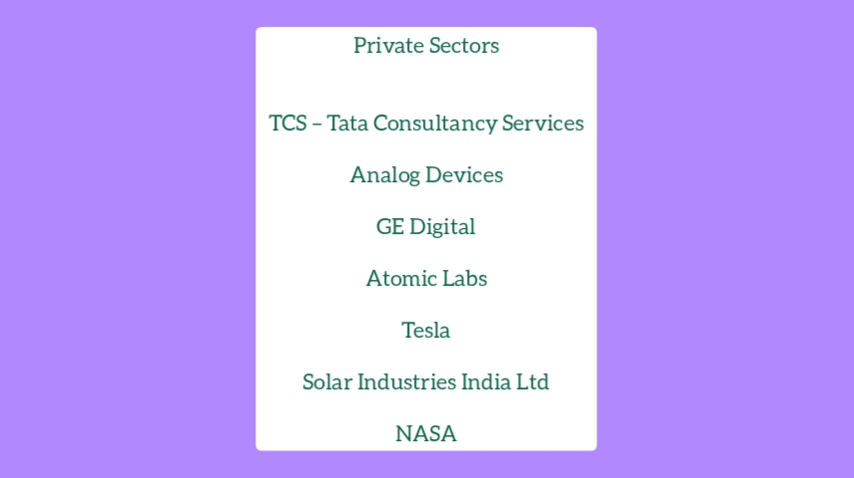 Private Sectors
TCS – Tata Consultancy Services
Analog Devices
GE Digital
Atomic Labs
Tesla
Solar Industries India Ltd
NASA